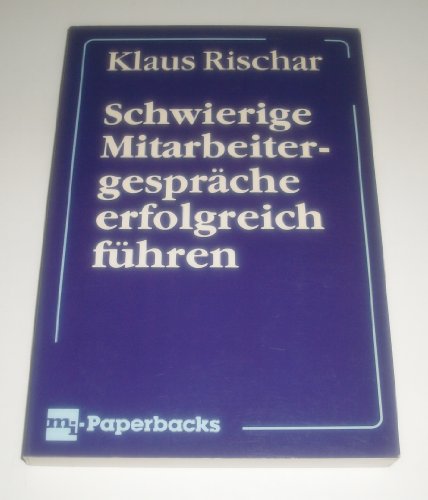 Klaus Rischar
Schwierige
Mitarbeiter-
gespräche
erfolgreich
führen
mi-Paperbacks